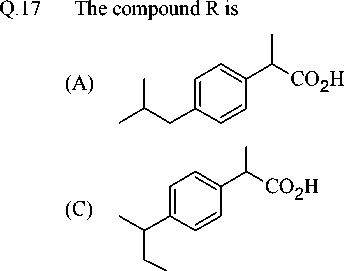 Q.17 The compound R is
(A)
CO₂H
(C)
CO₂H